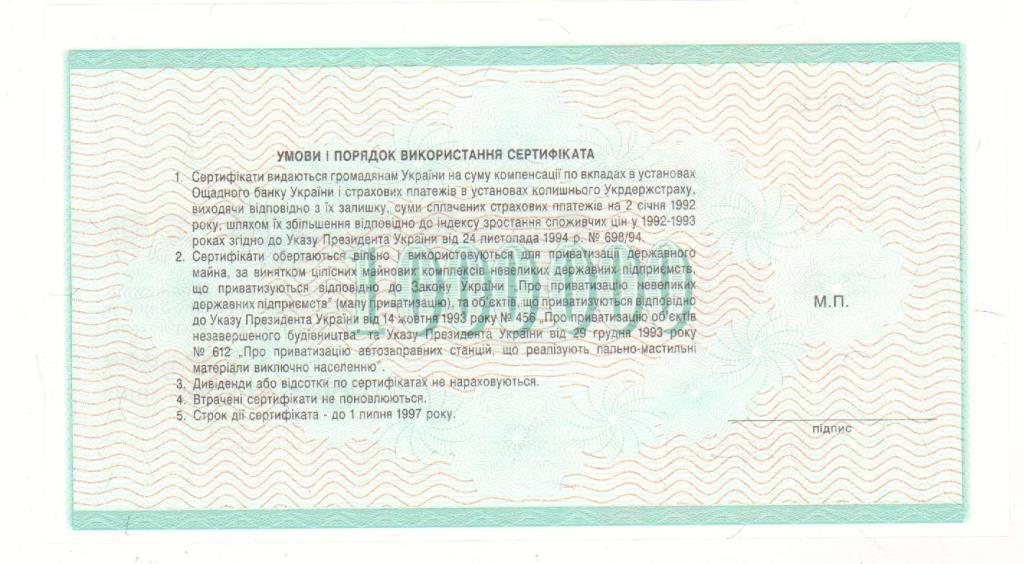 УМОВИ І ПОРЯДОК ВИКОРИСТАННЯ СЕРТИФІКАТА
1. Сертифікати видаються громадянам України на суму компенсації по вкладах в установах
Ощадного банку України і страхових платежів в установах колишнього Укрдержстраху,
виходячи відповідно з їх залишку, суми сплачених страхових платежів на 2 січня 1992
року, шляхом їх збільшення відповідно до індексу зростання споживчих цін у 1992-1993
роках згідно до Указу Президента України від 24 листопада 1994 р. № 698/94.
2. Сертифікати обертаються вільно і використовуються для приватизації державного
майна, за винятком цілісних майнових комплексів невеликих державних підприємств,
що приватизуються відповідно до Закону України „Про приватизацію невеликих
державних підприємств" (малу приватизацію), та об'єктів, що приватизуються відповідно
до Указу Президента України від 14 жовтня 1993 року № 456 „Про приватизацію об'єктів
незавершеного будівництва" та Указу Президента України від 29 грудня 1993 року
№ 612 „Про приватизацію автозаправних станцій, що реалізують пально-мастильні
матеріали виключно населенню".
3. Дивіденди або відсотки по сертифікатах не нараховуються.
4. Втрачені сертифікати не поновлюються.
5. Строк дії сертифіката - до 1 липня 1997 року.
1000000
М.П.
підпис